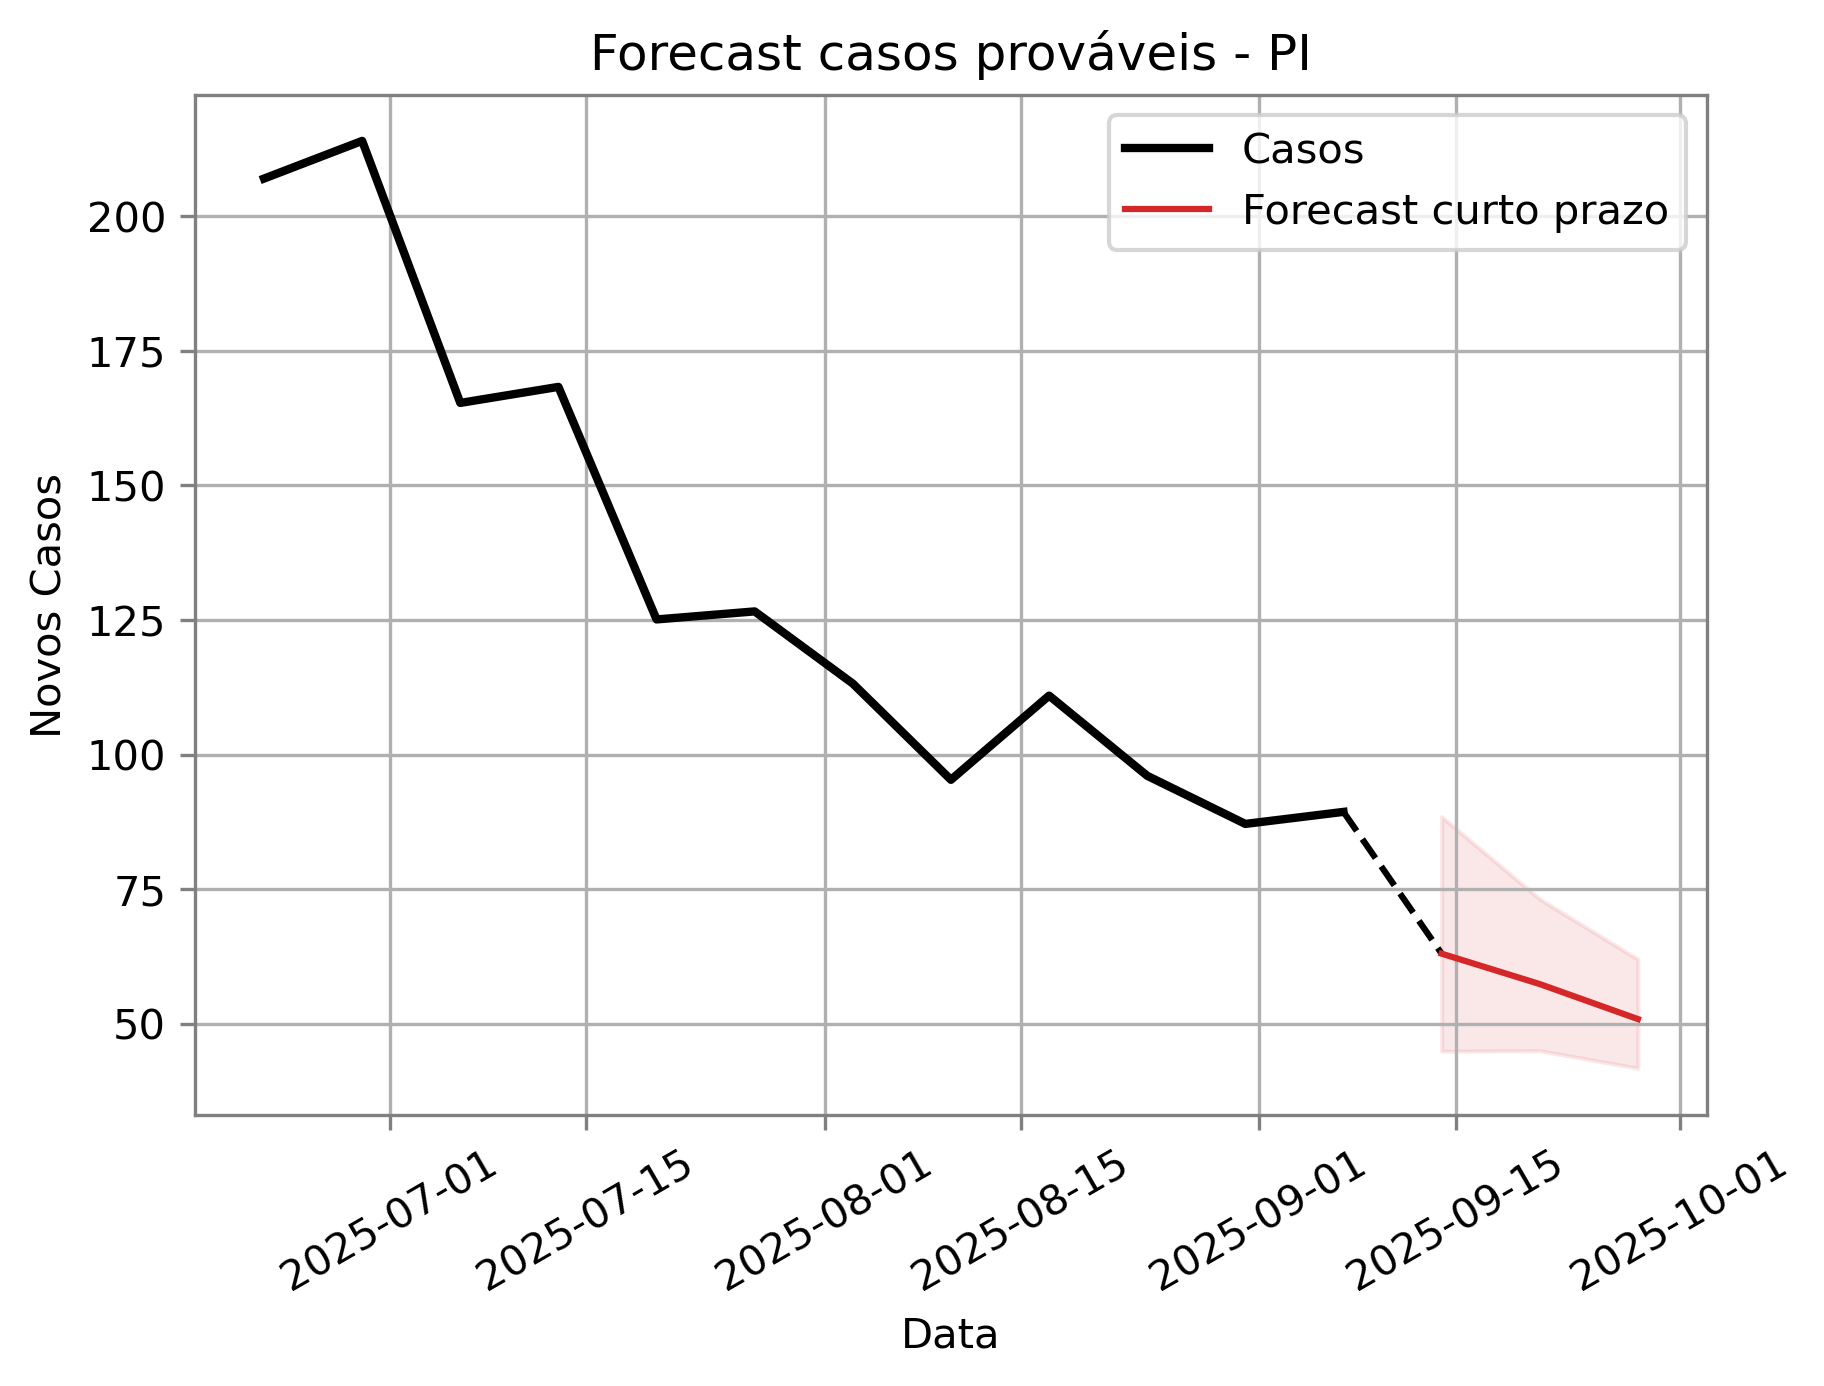 Forecast casos prováveis - PI
Casos
Forecast curto prazo
Novos Casos
200
175
150
125
100
75
50
2025-07-01
2025-07-15
2025-08-01
2025-08-15
2025-09-01
2025-09-15
2025-10-01
Data